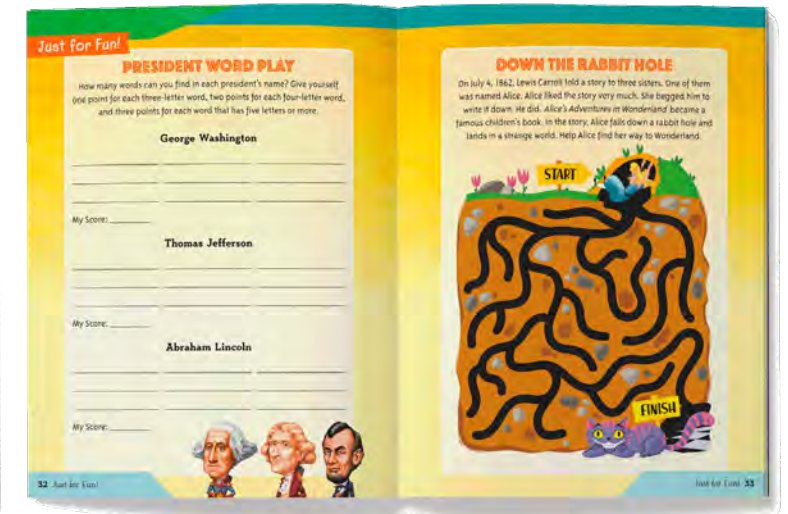 Just for Fun!
PRESIDENT WORD PLAY
How many words can you find in each president's name? Give yourself
one point for each three-letter word, two points for each four-letter word,
and three points for each word that has five letters or more.
George Washington
My Score:
Thomas Jefferson
My Score:
Abraham Lincoln
My Score:
32 Just for Fun!
DOWN THE RABBIT HOLE
On July 4, 1862, Lewis Carroll told a story to three sisters. One of them
was named Alice. Alice liked the story very much. She begged him to
write it down. He did. Alice's Adventures in Wonderland became a
famous children's book. In the story, Alice falls down a rabbit hole and
lands in a strange world. Help Alice find her way to Wonderland.
START
FINISH
Just for Fun! 33